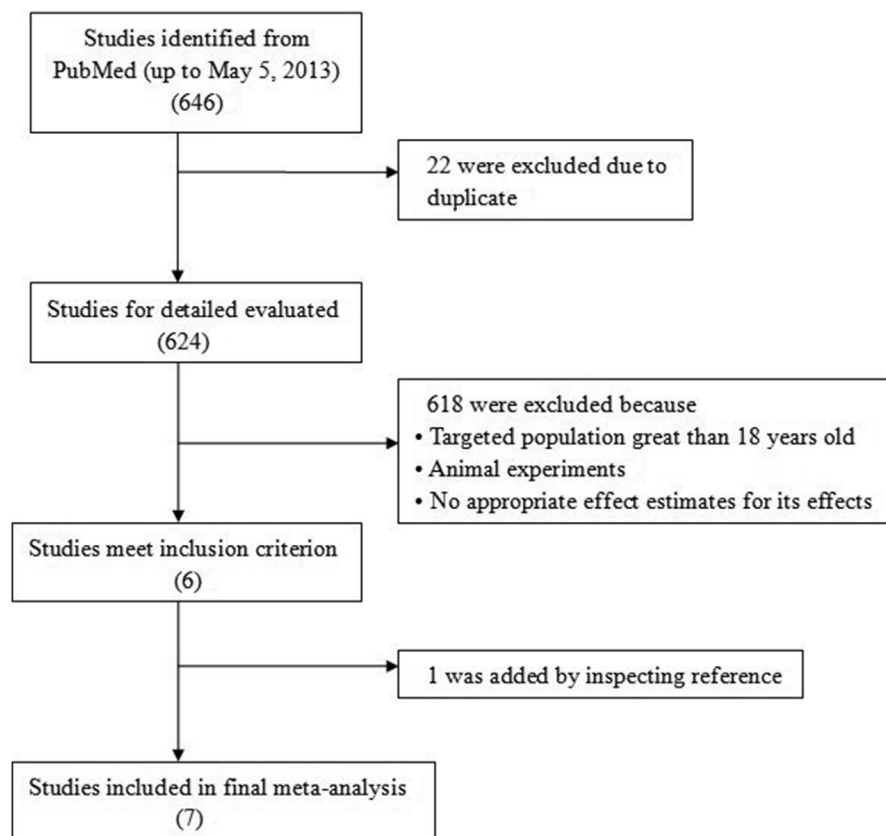 Studies identified from
PubMed (up to May 5, 2013)
(646)
22 were excluded due to
duplicate
Studies for detailed evaluated
(624)
618 were excluded because
• Targeted population great than 18 years old
• Animal experiments
• No appropriate effect estimates for its effects
Studies meet inclusion criterion
(6)
1 was added by inspecting reference
Studies included in final meta-analysis
(7)